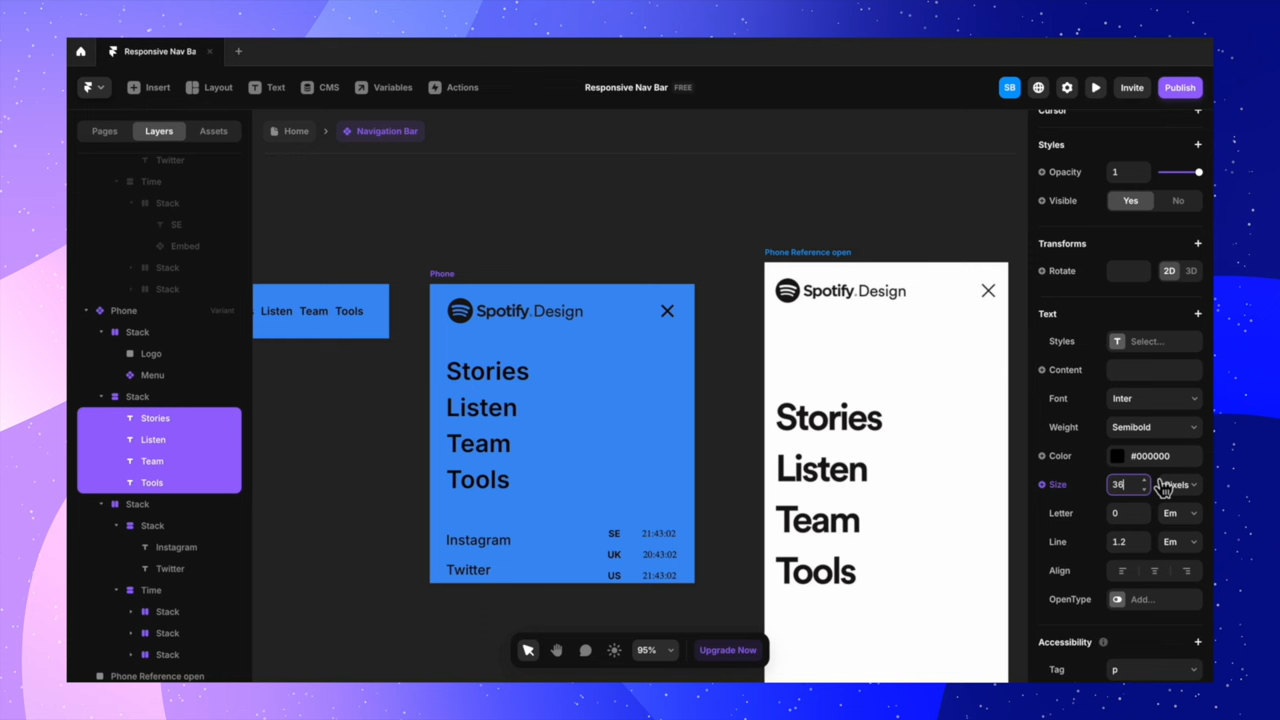 Responsive Nav Ba
Insert Layout Text CMS Variables Actions
Responsive Nav Bar FREE
SB Invite Publish
Pages Layers Assets
Home Navigation Bar
Twitter
Time
Stack
SE
Embed
Stack
Stack
Phone Variant
Stack
Logo
Menu
Stack
Stories
Listen
Team
Tools
Stack
Stack
Instagram
Twitter
Time
Stack
Stack
Stack
Phone Reference open
Listen Team Tools
Phone
Spotify.Design
Stories
Listen
Team
Tools
Instagram
Twitter
SE 21:43:02
UK 20:43:02
US 21:43:02
Phone Reference open
Spotify.Design
Stories
Listen
Team
Tools
95% Upgrade Now
Cursor
Styles
Opacity 1
Visible Yes No
Transforms
Rotate 2D 3D
Text
Styles T Select...
Content
Font Inter
Weight Semibold
Color #000000
Size 36 Pixels
Letter 0 Em
Line 1.2 Em
Align
OpenType Add...
Accessibility
Tag p